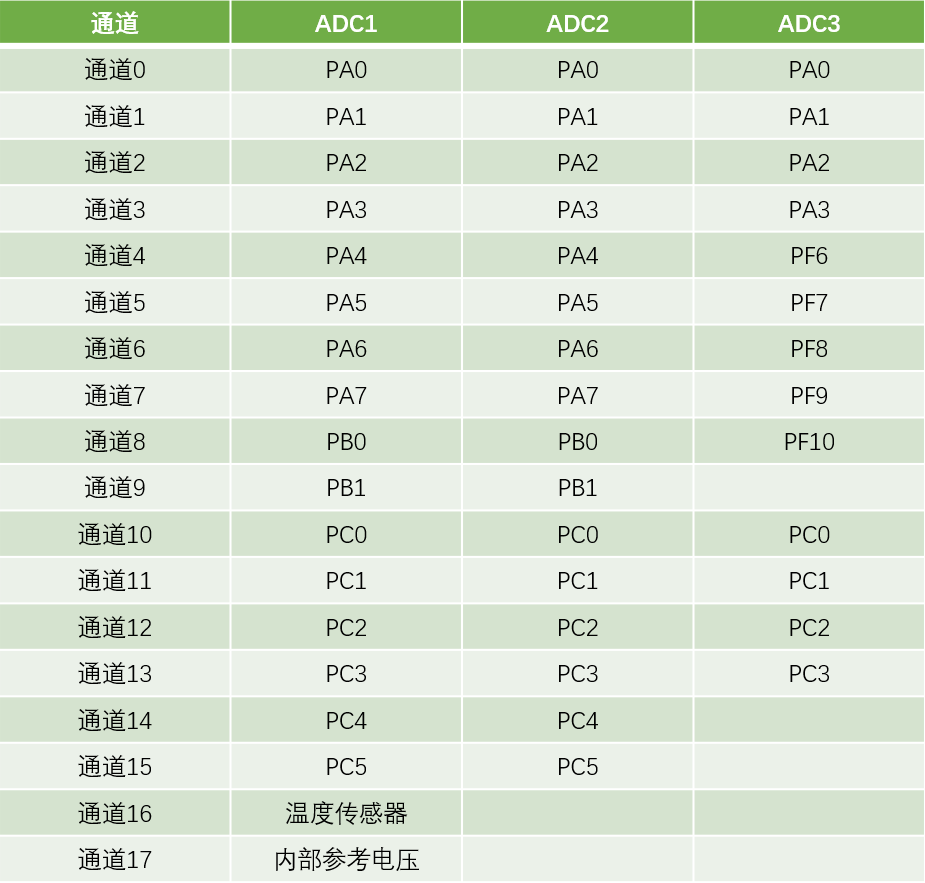 通道 ADC1 ADC2 ADC3
通道0 PA0 PA0 PA0
通道1 PA1 PA1 PA1
通道2 PA2 PA2 PA2
通道3 PA3 PA3 PA3
通道4 PA4 PA4 PF6
通道5 PA5 PA5 PF7
通道6 PA6 PA6 PF8
通道7 PA7 PA7 PF9
通道8 PB0 PB0 PF10
通道9 PB1 PB1
通道10 PC0 PC0 PC0
通道11 PC1 PC1 PC1
通道12 PC2 PC2 PC2
通道13 PC3 PC3 PC3
通道14 PC4 PC4
通道15 PC5 PC5
通道16 温度传感器
通道17 内部参考电压